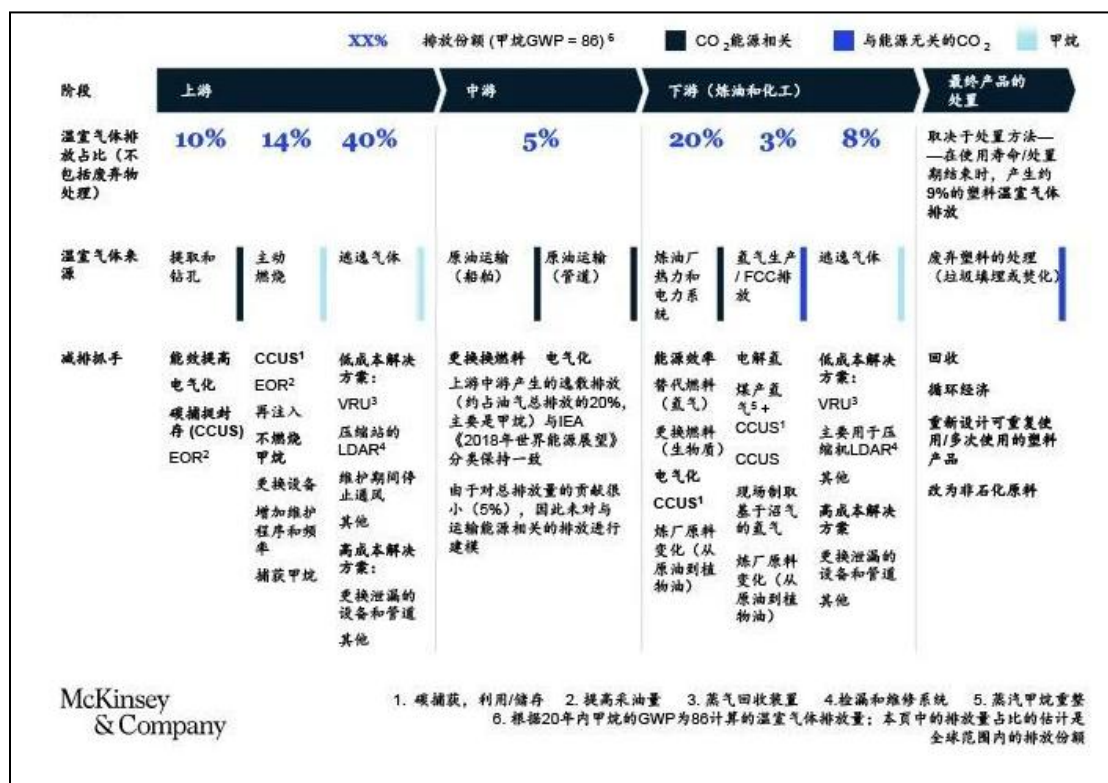 XX% 排放份额 (甲烷GWP = 86) 6 CO 2能源相关 与能源无关的CO 2 甲烷
阶段 上游 中游 下游（炼油和化工） 最终产品的
处置
温室气体排
放占比（不
包括废弃物
处理）
10% 14% 40% 5% 20% 3% 8%
取决于处置方法—
—在使用寿命/处置
期结束时，产生约
9%的塑料温室气体
排放
温室气体来
源
提取和
钻孔
主动
燃烧
逃逸气体
原油运输
（船舶）
原油运输
（管道）
炼油厂
热力和
电力系
统
氢气生产
/ FCC排
放
逃逸气体
废弃塑料的处理
（垃圾填埋或焚化）
减排抓手
能效提高
电气化
碳捕捉封
存 (CCUS)
EOR2
CCUS1
EOR2
再注入
不燃烧
甲烷
更换设备
增加维护
程序和频
率
捕获甲烷
低成本解决
方案：
VRU3
压缩站的
LDAR4
维护期间停
止通风
其他
高成本解决
方案：
更换泄漏的
设备和管道
其他
更换换燃料 电气化
上游中游产生的逸散排放
（约占油气总排放的20%，
主要是甲烷）与IEA
《2018年世界能源展望》
分类保持一致
由于对总排放量的贡献很
小（5%），因此未对与
运输能源相关的排放进行
建模
能源效率
替代燃料
（氢气）
更换燃料
（生物质）
电气化
CCUS1
炼厂原料
变化（从
原油到植
物油）
电解氢
煤产氢
气5 +
CCUS1
CCUS
现场制取
基于沼气
的氢气
炼厂原料
变化（从
原油到植
物油）
低成本解决
方案：
VRU3
主要用于压
缩机LDAR4
其他
高成本解决
方案
更换泄漏的
设备和管道
其他
回收
循环经济
重新设计可重复使
用/多次使用的塑料
产品
改为非石化原料
McKinsey
& Company
1. 碳捕获，利用/储存 2. 提高采油量 3. 蒸气回收装置 4.检漏和维修系统 5. 蒸汽甲烷重整
6. 根据20年内甲烷的GWP为86计算的温室气体排放量；本页中的排放量占比的估计是
全球范围内的排放份额